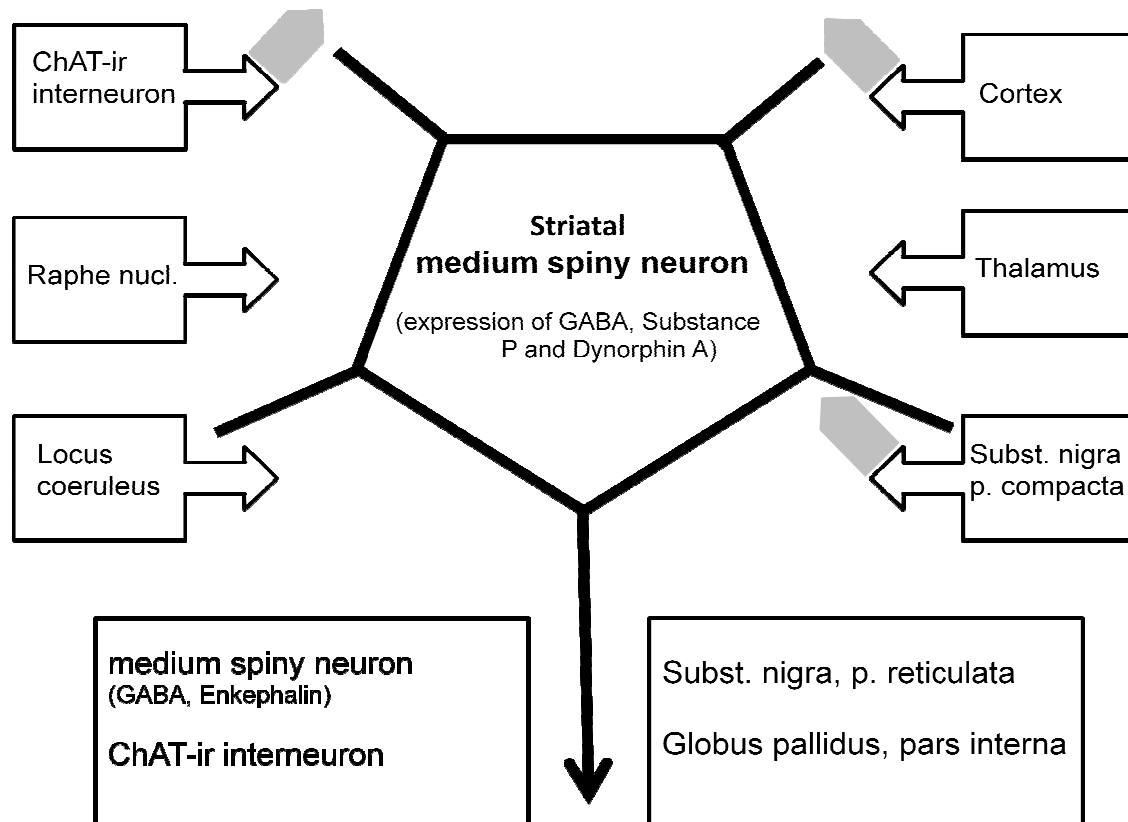 ChAT-ir
interneuron
Cortex
Striatal
medium spiny neuron
(expression of GABA, Substance
P and Dynorphin A)
Raphe nucl.
Thalamus
Locus
coeruleus
Subst. nigra
p. compacta
medium spiny neuron
(GABA, Enkephalin)
ChAT-ir interneuron
Subst. nigra, p. reticulata
Globus pallidus, pars interna